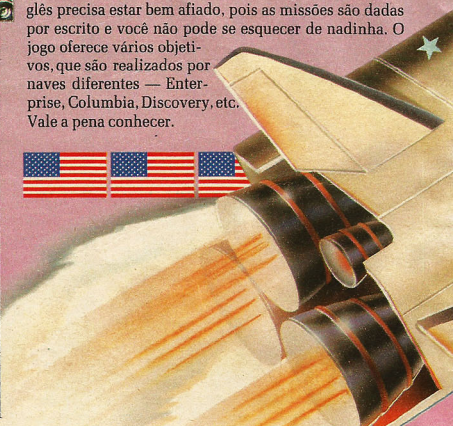 glês precisa estar bem afiado, pois as missões são dadas
por escrito e você não pode se esquecer de nadinha. O
jogo oferece vários objeti-
vos, que são realizados por
naves diferentes — Enter-
prise, Columbia, Discovery, etc.
Vale a pena conhecer.